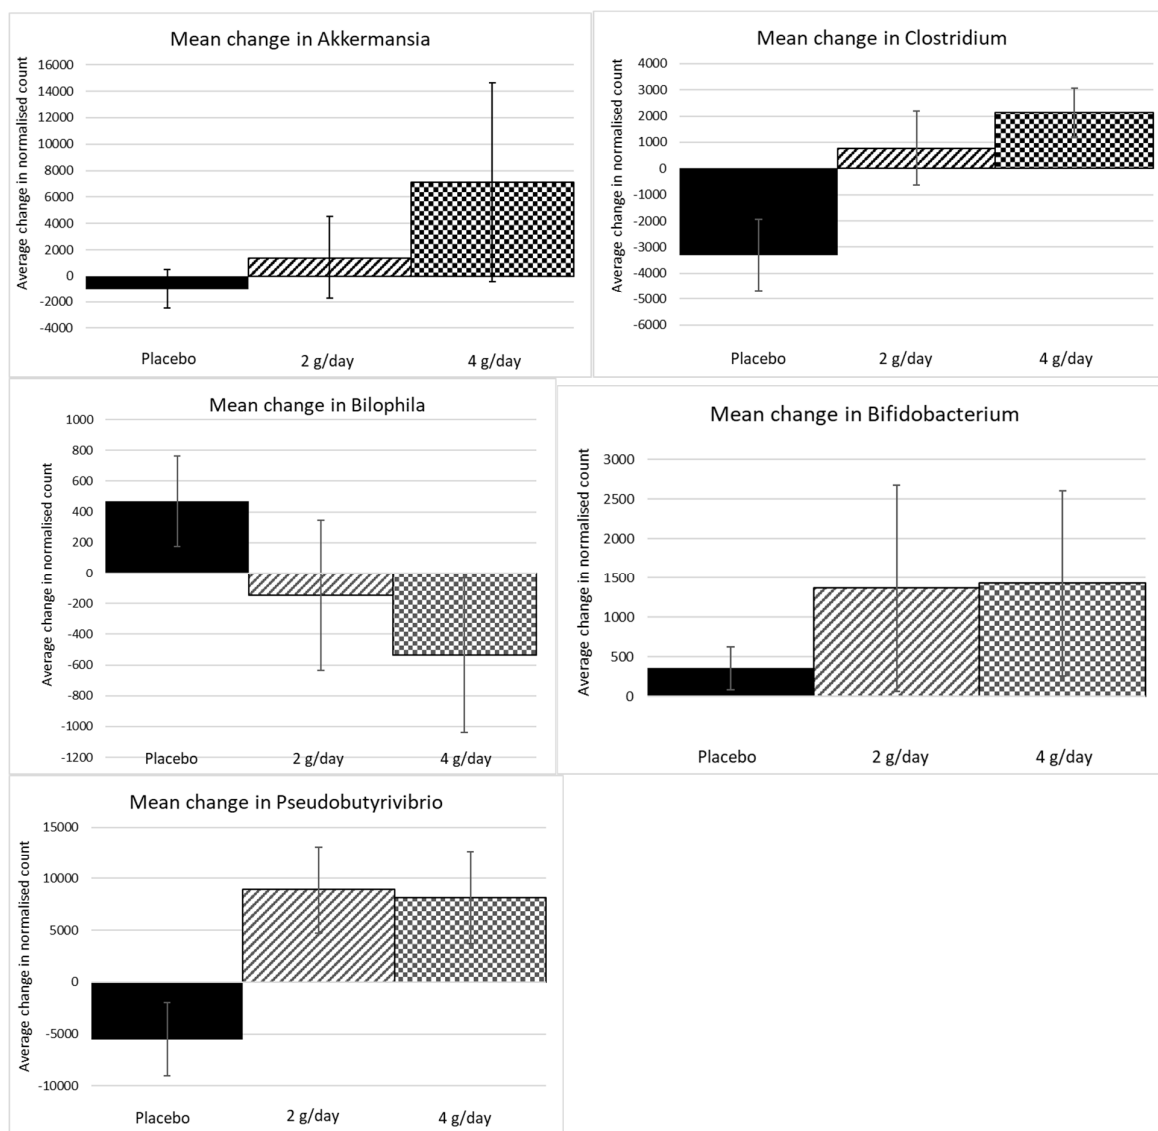 Mean change in Akkermansia
Average change in normalised count
16000
14000
12000
10000
8000
6000
4000
2000
0
-2000
-4000
Placebo
2 g/day
4 g/day
Mean change in Clostridium
Average change in normalised count
4000
3000
2000
1000
0
-1000
-2000
-3000
-4000
-5000
-6000
Placebo
2 g/day
4 g/day
Mean change in Bilophila
Average change in normalised count
1000
800
600
400
200
0
-200
-400
-600
-800
-1000
-1200
Placebo
2 g/day
4 g/day
Mean change in Bifidobacterium
Average change in normalised count
3000
2500
2000
1500
1000
500
0
Placebo
2 g/day
4 g/day
Mean change in Pseudobutyrivibrio
Average change in normalised count
15000
10000
5000
0
-5000
-10000
Placebo
2 g/day
4 g/day